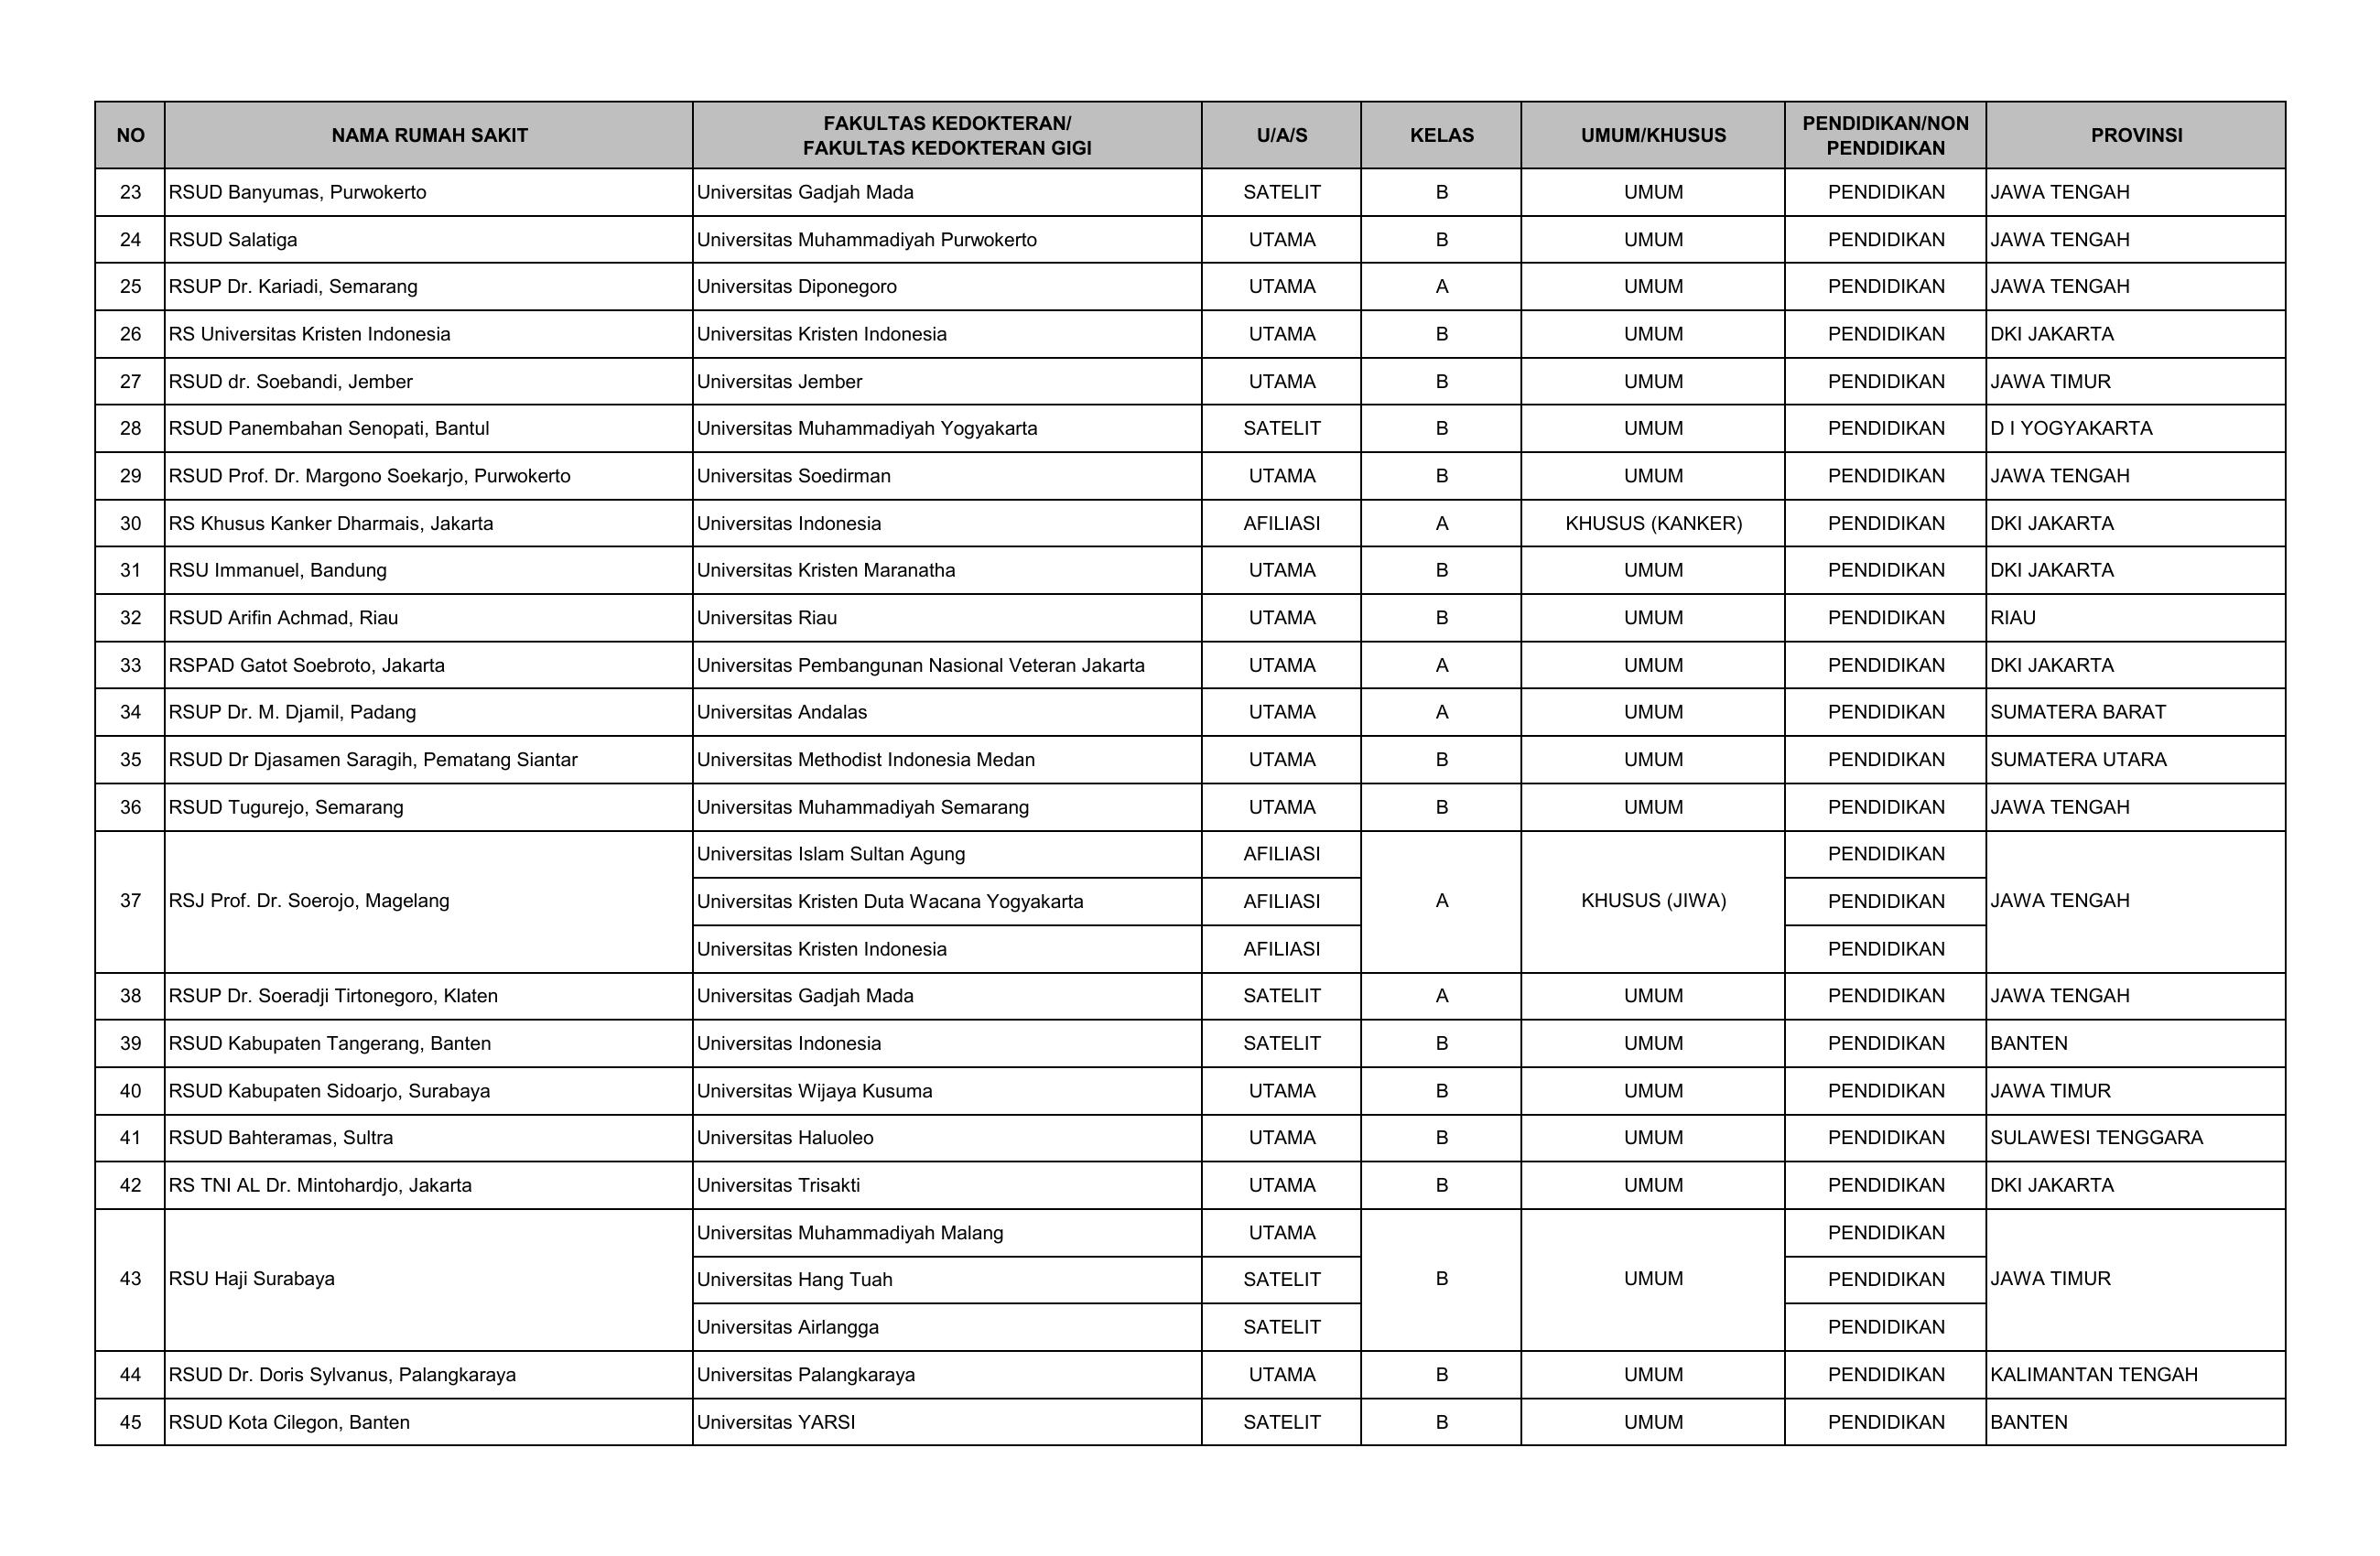 NO NAMA RUMAH SAKIT FAKULTAS KEDOKTERAN/ FAKULTAS KEDOKTERAN GIGI U/A/S KELAS UMUM/KHUSUS PENDIDIKAN/NON PENDIDIKAN PROVINSI
23 RSUD Banyumas, Purwokerto Universitas Gadjah Mada SATELIT B UMUM PENDIDIKAN JAWA TENGAH
24 RSUD Salatiga Universitas Muhammadiyah Purwokerto UTAMA B UMUM PENDIDIKAN JAWA TENGAH
25 RSUP Dr. Kariadi, Semarang Universitas Diponegoro UTAMA A UMUM PENDIDIKAN JAWA TENGAH
26 RS Universitas Kristen Indonesia Universitas Kristen Indonesia UTAMA B UMUM PENDIDIKAN DKI JAKARTA
27 RSUD dr. Soebandi, Jember Universitas Jember UTAMA B UMUM PENDIDIKAN JAWA TIMUR
28 RSUD Panembahan Senopati, Bantul Universitas Muhammadiyah Yogyakarta SATELIT B UMUM PENDIDIKAN D I YOGYAKARTA
29 RSUD Prof. Dr. Margono Soekarjo, Purwokerto Universitas Soedirman UTAMA B UMUM PENDIDIKAN JAWA TENGAH
30 RS Khusus Kanker Dharmais, Jakarta Universitas Indonesia AFILIASI A KHUSUS (KANKER) PENDIDIKAN DKI JAKARTA
31 RSU Immanuel, Bandung Universitas Kristen Maranatha UTAMA B UMUM PENDIDIKAN DKI JAKARTA
32 RSUD Arifin Achmad, Riau Universitas Riau UTAMA B UMUM PENDIDIKAN RIAU
33 RSPAD Gatot Soebroto, Jakarta Universitas Pembangunan Nasional Veteran Jakarta UTAMA A UMUM PENDIDIKAN DKI JAKARTA
34 RSUP Dr. M. Djamil, Padang Universitas Andalas UTAMA A UMUM PENDIDIKAN SUMATERA BARAT
35 RSUD Dr Djasamen Saragih, Pematang Siantar Universitas Methodist Indonesia Medan UTAMA B UMUM PENDIDIKAN SUMATERA UTARA
36 RSUD Tugurejo, Semarang Universitas Muhammadiyah Semarang UTAMA B UMUM PENDIDIKAN JAWA TENGAH
Universitas Islam Sultan Agung AFILIASI PENDIDIKAN
37 RSJ Prof. Dr. Soerojo, Magelang Universitas Kristen Duta Wacana Yogyakarta AFILIASI A KHUSUS (JIWA) PENDIDIKAN JAWA TENGAH
Universitas Kristen Indonesia AFILIASI PENDIDIKAN
38 RSUP Dr. Soeradji Tirtonegoro, Klaten Universitas Gadjah Mada SATELIT A UMUM PENDIDIKAN JAWA TENGAH
39 RSUD Kabupaten Tangerang, Banten Universitas Indonesia SATELIT B UMUM PENDIDIKAN BANTEN
40 RSUD Kabupaten Sidoarjo, Surabaya Universitas Wijaya Kusuma UTAMA B UMUM PENDIDIKAN JAWA TIMUR
41 RSUD Bahteramas, Sultra Universitas Haluoleo UTAMA B UMUM PENDIDIKAN SULAWESI TENGGARA
42 RS TNI AL Dr. Mintohardjo, Jakarta Universitas Trisakti UTAMA B UMUM PENDIDIKAN DKI JAKARTA
Universitas Muhammadiyah Malang UTAMA PENDIDIKAN
43 RSU Haji Surabaya Universitas Hang Tuah SATELIT B UMUM PENDIDIKAN JAWA TIMUR
Universitas Airlangga SATELIT PENDIDIKAN
44 RSUD Dr. Doris Sylvanus, Palangkaraya Universitas Palangkaraya UTAMA B UMUM PENDIDIKAN KALIMANTAN TENGAH
45 RSUD Kota Cilegon, Banten Universitas YARSI SATELIT B UMUM PENDIDIKAN BANTEN